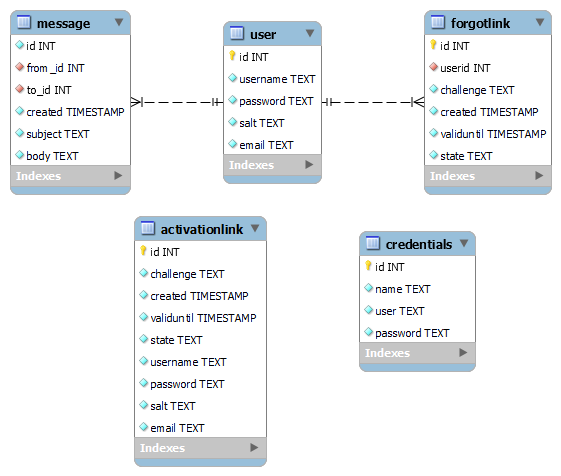 message
id INT
from _id INT
to_id INT
created TIMESTAMP
subject TEXT
body TEXT
Indexes
user
id INT
username TEXT
password TEXT
salt TEXT
email TEXT
Indexes
forgotlink
id INT
userid INT
challenge TEXT
created TIMESTAMP
validuntil TIMESTAMP
state TEXT
Indexes
activationlink
id INT
challenge TEXT
created TIMESTAMP
validuntil TIMESTAMP
state TEXT
username TEXT
password TEXT
salt TEXT
email TEXT
Indexes
credentials
id INT
name TEXT
user TEXT
password TEXT
Indexes